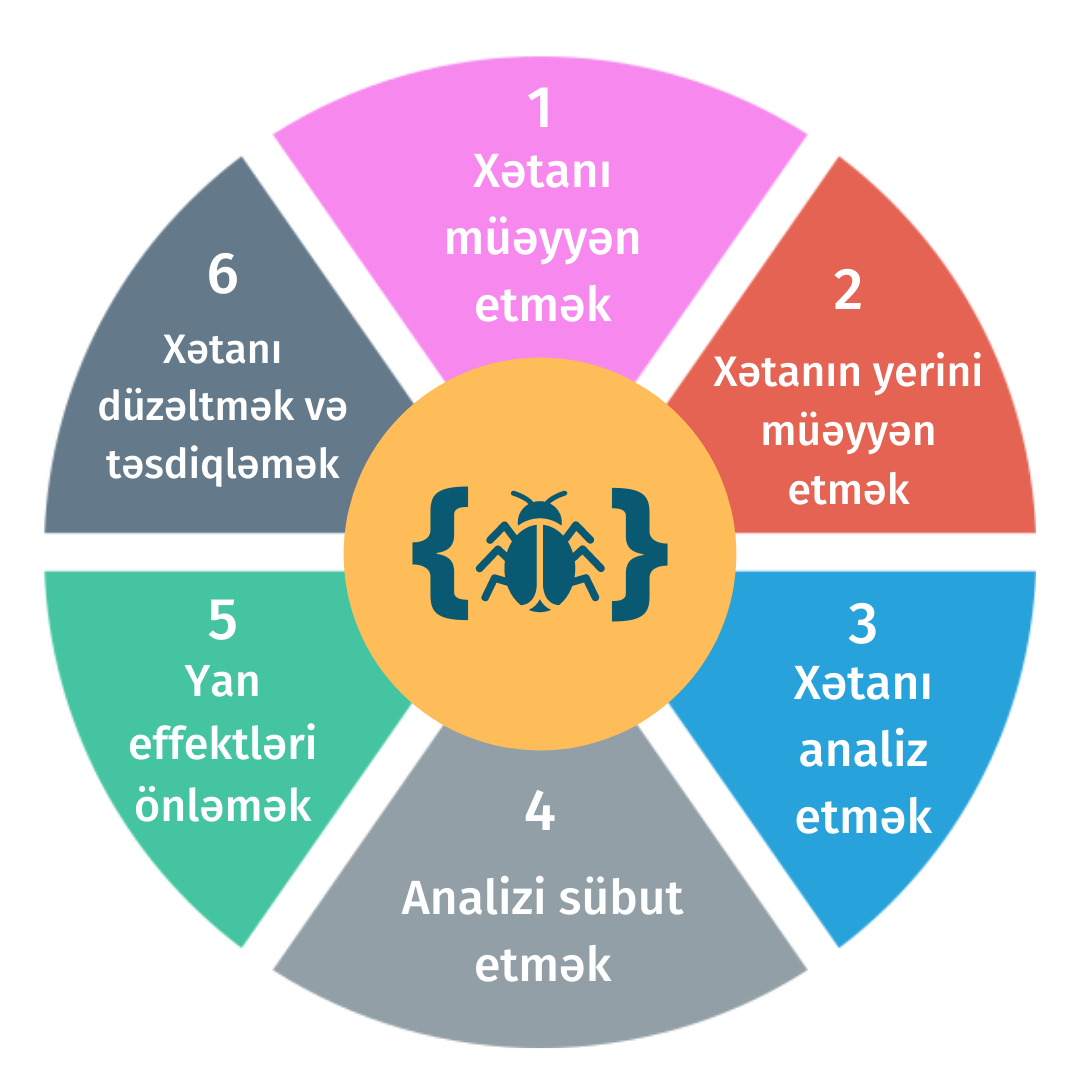 1
Xətanı
müəyyən
etmək
2
Xətanın yerini
müəyyən
etmək
3
Xətanı
analiz
etmək
4
Analizi sübut
etmək
5
Yan
effektləri
önləmək
6
Xətanı
düzəltmək və
təsdiqləmək
{ }